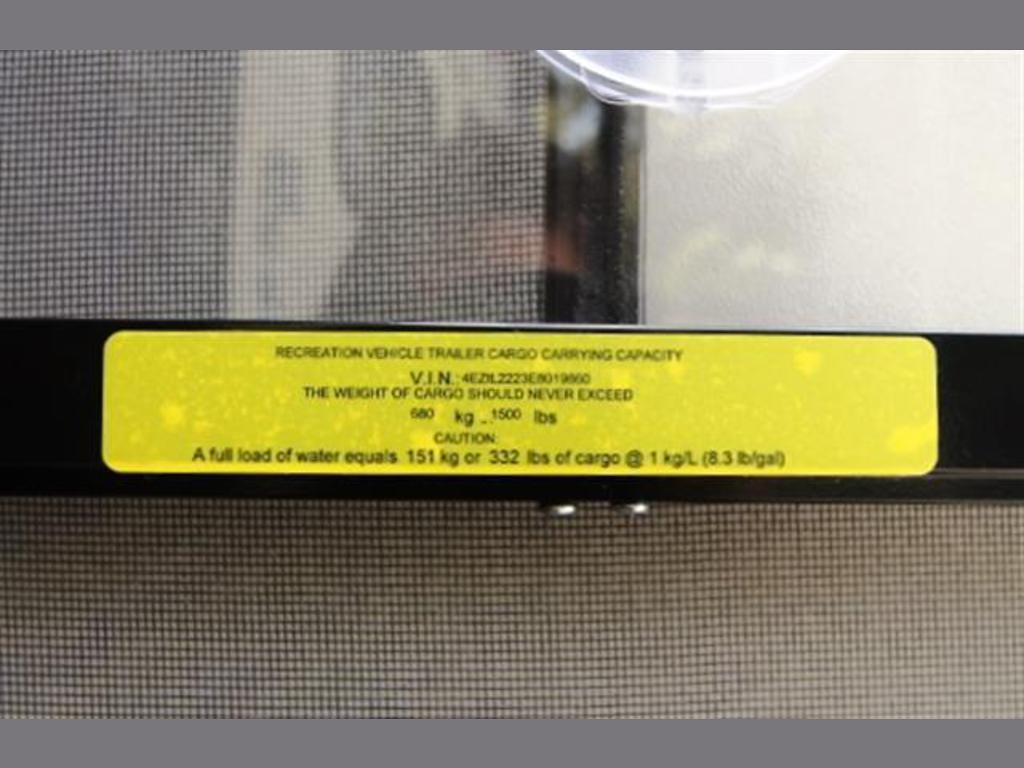 RECREATION VEHICLE TRAILER CARGO CARRYING CAPACITY
V.I.N.:
THE WEIGHT OF CARGO SHOULD NEVER EXCEED
680 kg .. 1500 lbs
CAUTION:
A full load of water equals 151 kg or 332 lbs of cargo @ 1 kg/L (8.3 lb/gal)